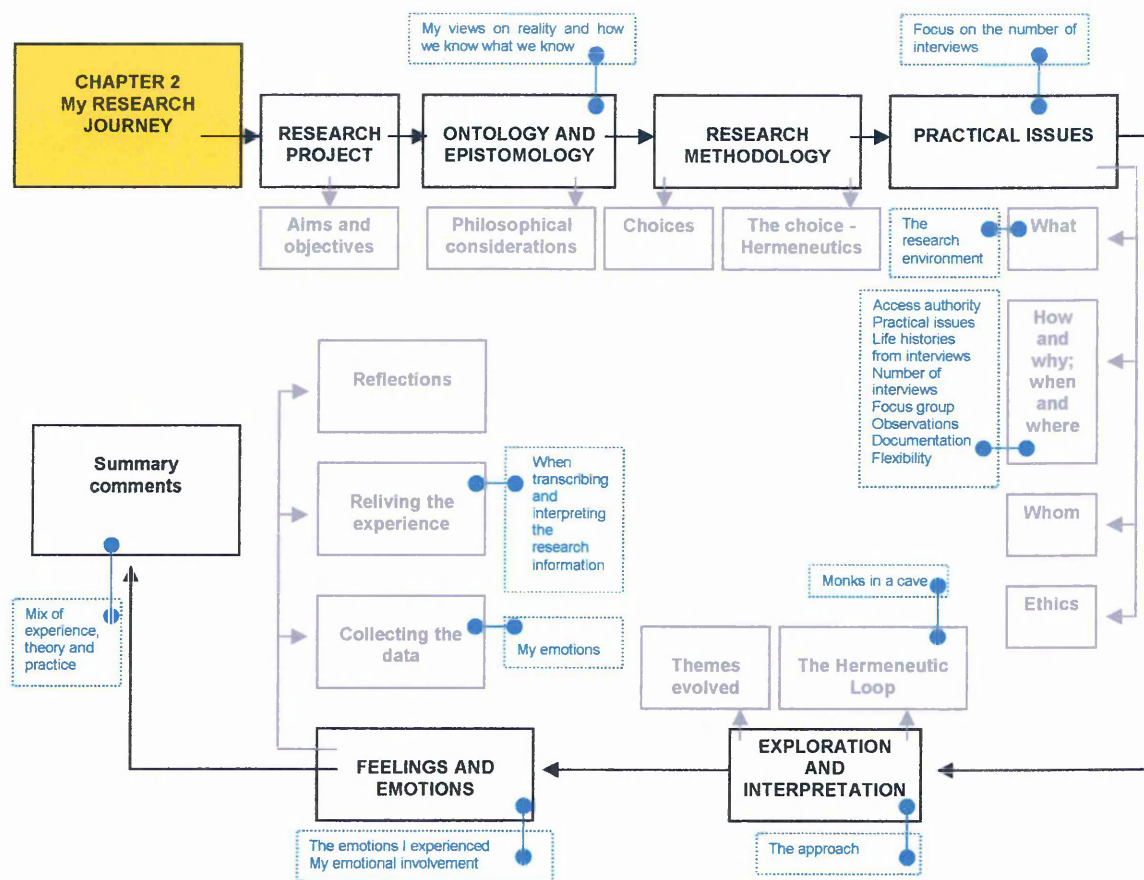 CHAPTER 2
My RESEARCH
JOURNEY
My views on reality and how
we know what we know
Focus on the number of
interviews
RESEARCH
PROJECT
ONTOLOGY AND
EPISTOMOLOGY
RESEARCH
METHODOLOGY
PRACTICAL ISSUES
Aims and
objectives
Philosophical
considerations
Choices
The choice -
Hermeneutics
The
research
environment
What
Access authority
Practical issues
Life histories
from interviews
Number of
interviews
Focus group
Observations
Documentation
Flexibility
How
and
why;
when
and
where
Whom
Ethics
Reflections
Reliving the
experience
When
transcribing
and
interpreting
the
research
information
Collecting the
data
My emotions
Summary
comments
Mix of
experience,
theory and
practice
Monks in a cave
Themes
evolved
The Hermeneutic
Loop
EXPLORATION
AND
INTERPRETATION
The approach
FEELINGS AND
EMOTIONS
The emotions I experienced
My emotional involvement